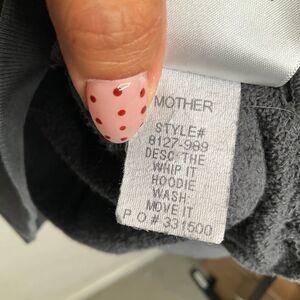 MOTHER
STYLE#
8127-989
DESC:THE
WHIP IT
HOODIE
WASH:
MOVE IT
P O # 331500